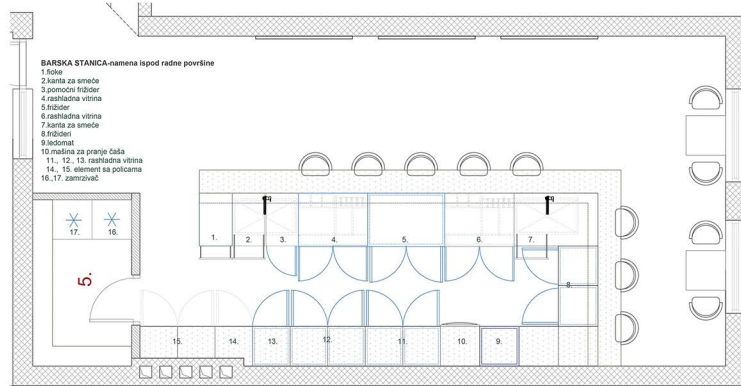 BARSKA STANICA-namena ispod radne površine
1.fioke
2.kanta za smeće
3.pomoćni frižider
4.rashladna vitrina
5.frižider
6.rashladna vitrina
7.kanta za smeće
8.frižideri
9.ledomat
10.mašina za pranje čaša
11., 12., 13. rashladna vitrina
14., 15. element sa policama
16.,17. zamrzivač
17. 16.
1. 2. 3. 4. 5. 6. 7.
5.
8.
15. 14. 13. 12. 11. 10. 9.